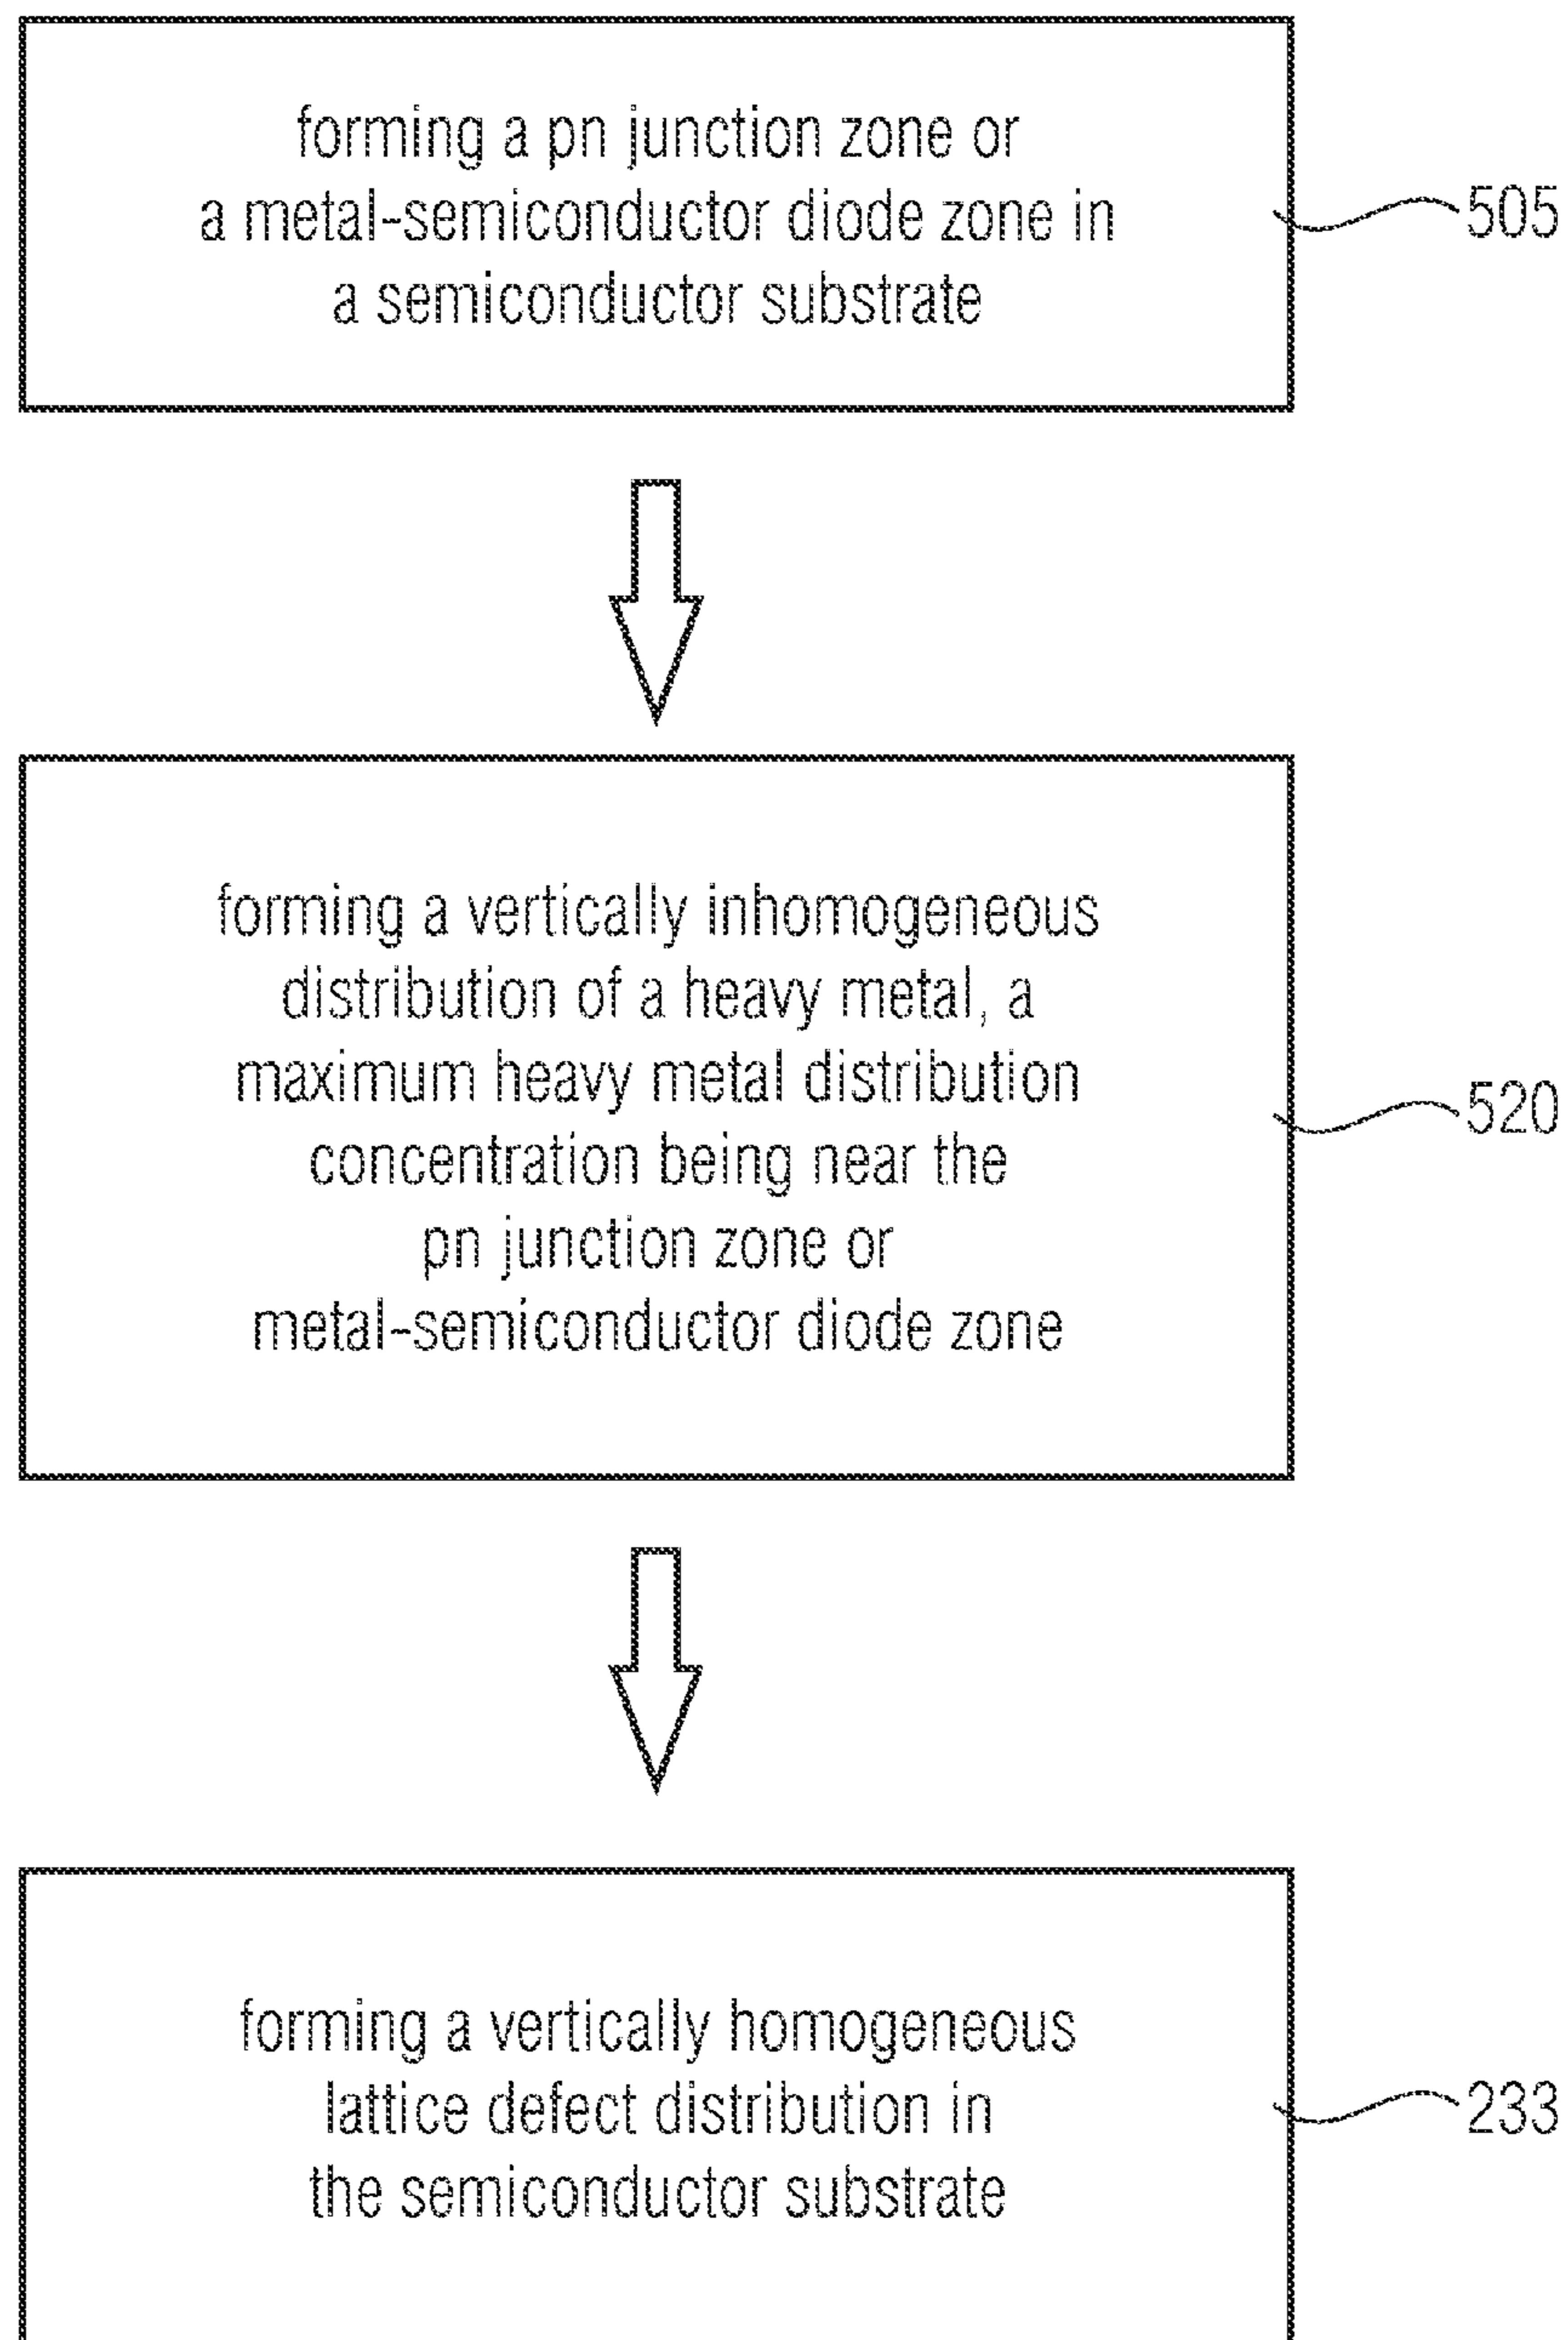 forming a pn junction zone or
a metal-semiconductor diode zone in
a semiconductor substrate
505
forming a vertically inhomogeneous
distribution of a heavy metal, a
maximum heavy metal distribution
concentration being near the
pn junction zone or
metal-semiconductor diode zone
520
forming a vertically homogeneous
lattice defect distribution in
the semiconductor substrate
233